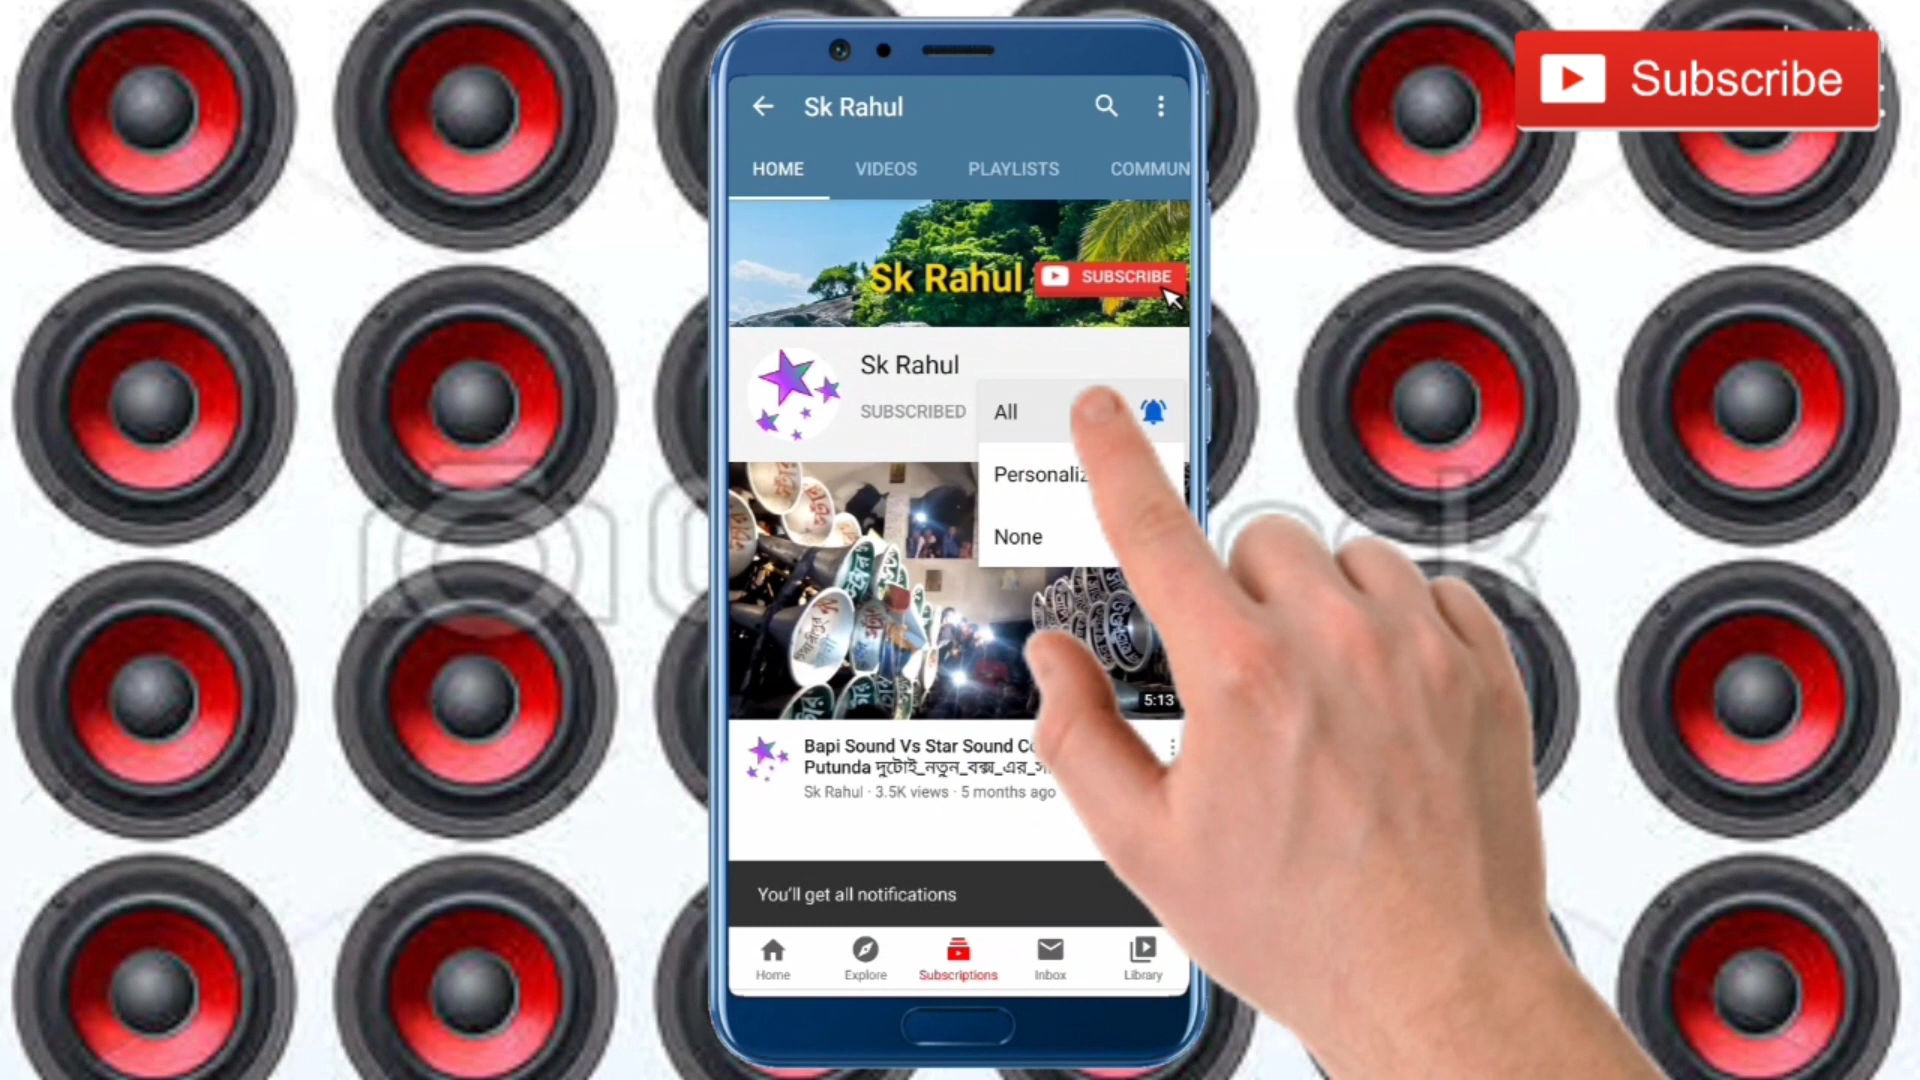 Subscribe
Sk Rahul
HOME VIDEOS PLAYLISTS COMMUN
Sk Rahul SUBSCRIBE
Sk Rahul
SUBSCRIBED
All
Personaliz
None
5:13
Bapi Sound Vs Star Sound
Putunda দুটোই_নতুন_বক্স_এর
Sk Rahul · 3.5K views · 5 months ago
You'll get all notifications
Home Explore Subscriptions Inbox Library